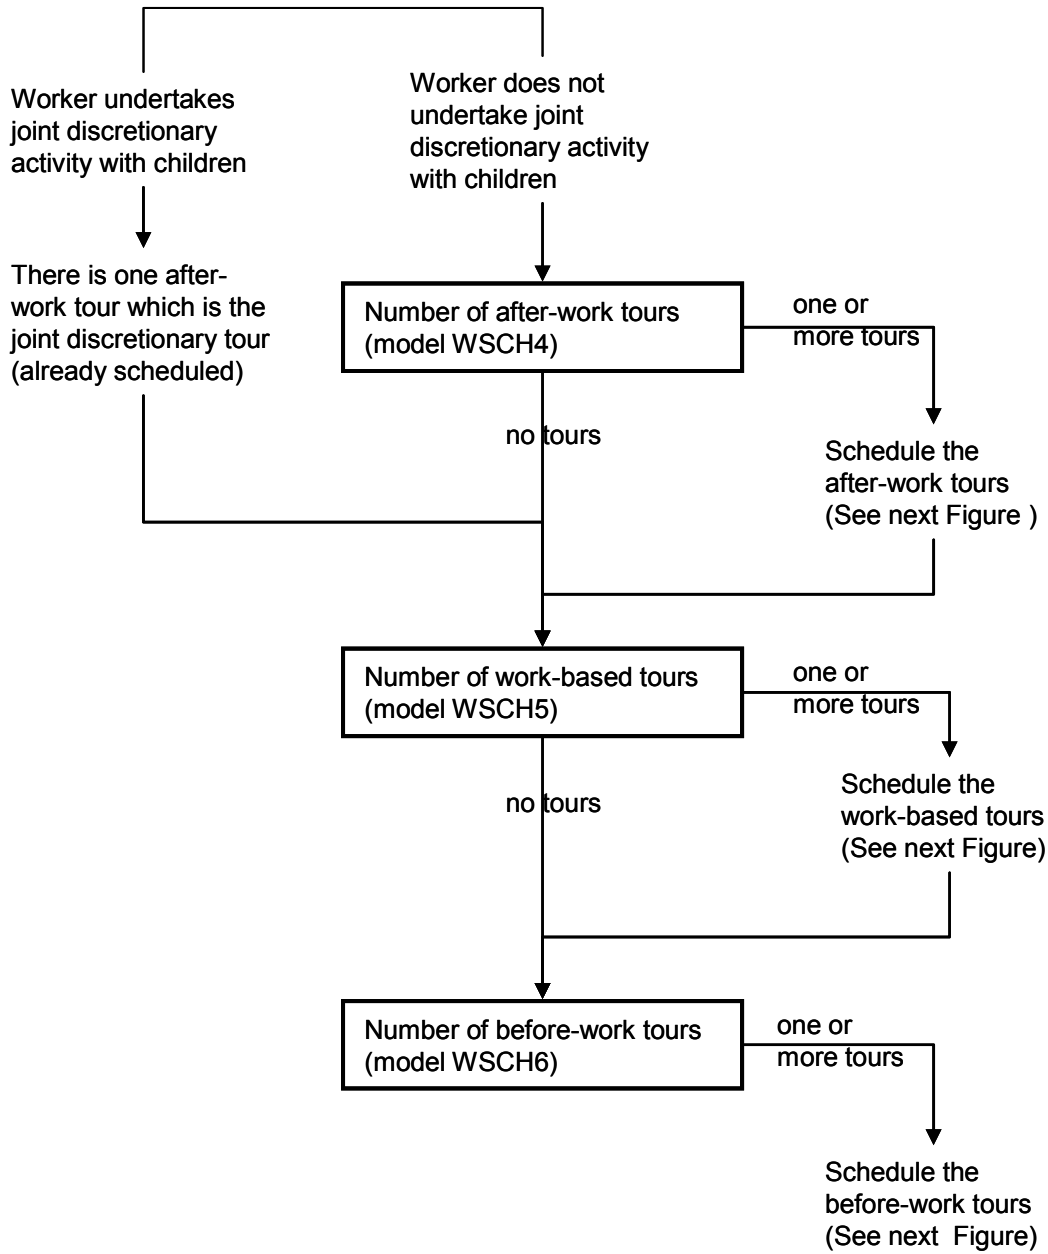 Worker undertakes
joint discretionary
activity with children
Worker does not
undertake joint
discretionary activity
with children
There is one after-
work tour which is the
joint discretionary tour
(already scheduled)
Number of after-work tours
(model WSCH4)
one or
more tours
no tours
Schedule the
after-work tours
(See next Figure )
Number of work-based tours
(model WSCH5)
one or
more tours
no tours
Schedule the
work-based tours
(See next Figure)
Number of before-work tours
(model WSCH6)
one or
more tours
Schedule the
before-work tours
(See next  Figure)